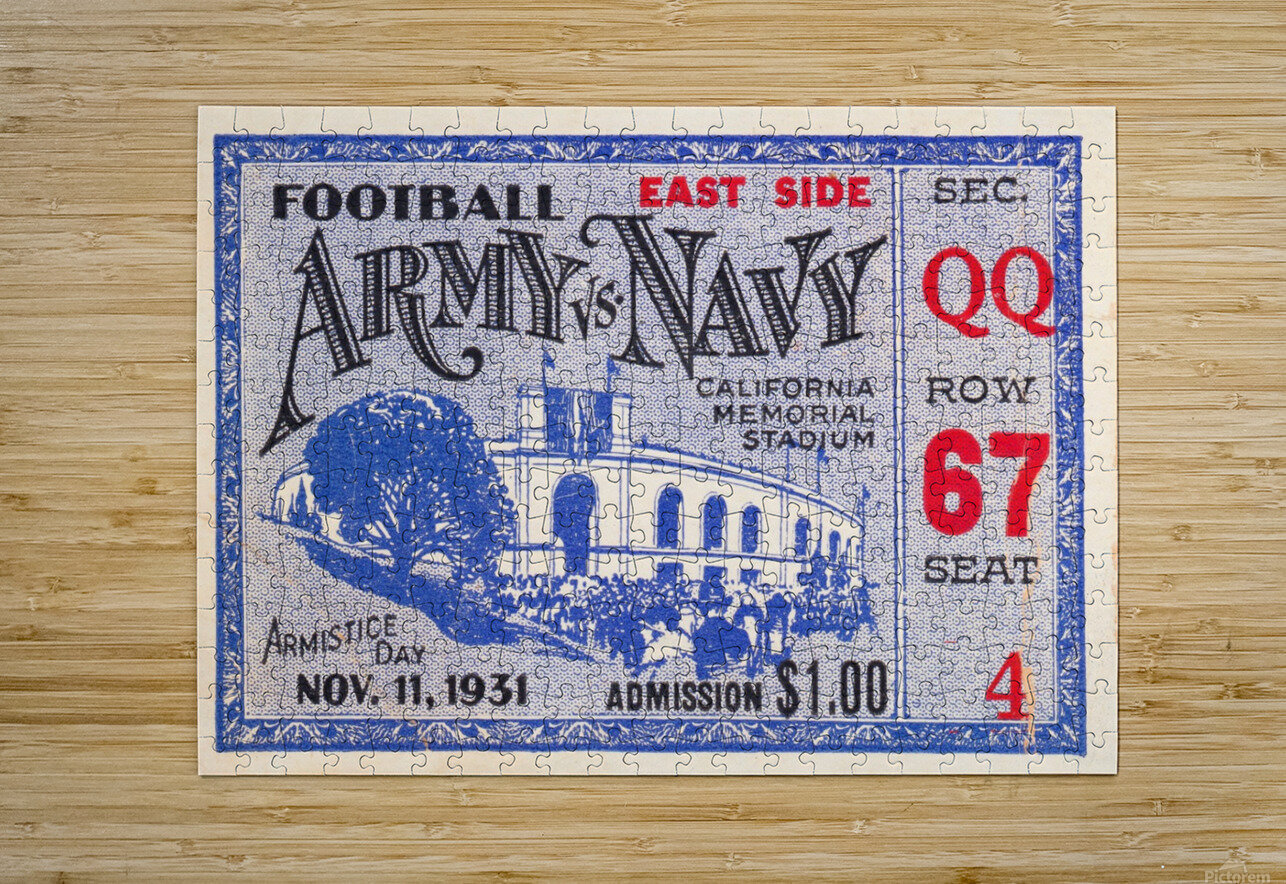 FOOTBALL
EAST SIDE
ARMY VS. NAVY
CALIFORNIA
MEMORIAL
STADIUM
ARMISTICE
DAY
NOV. 11, 1931
ADMISSION $1.00
SEC.
QQ
ROW
67
SEAT
4
Pictorem